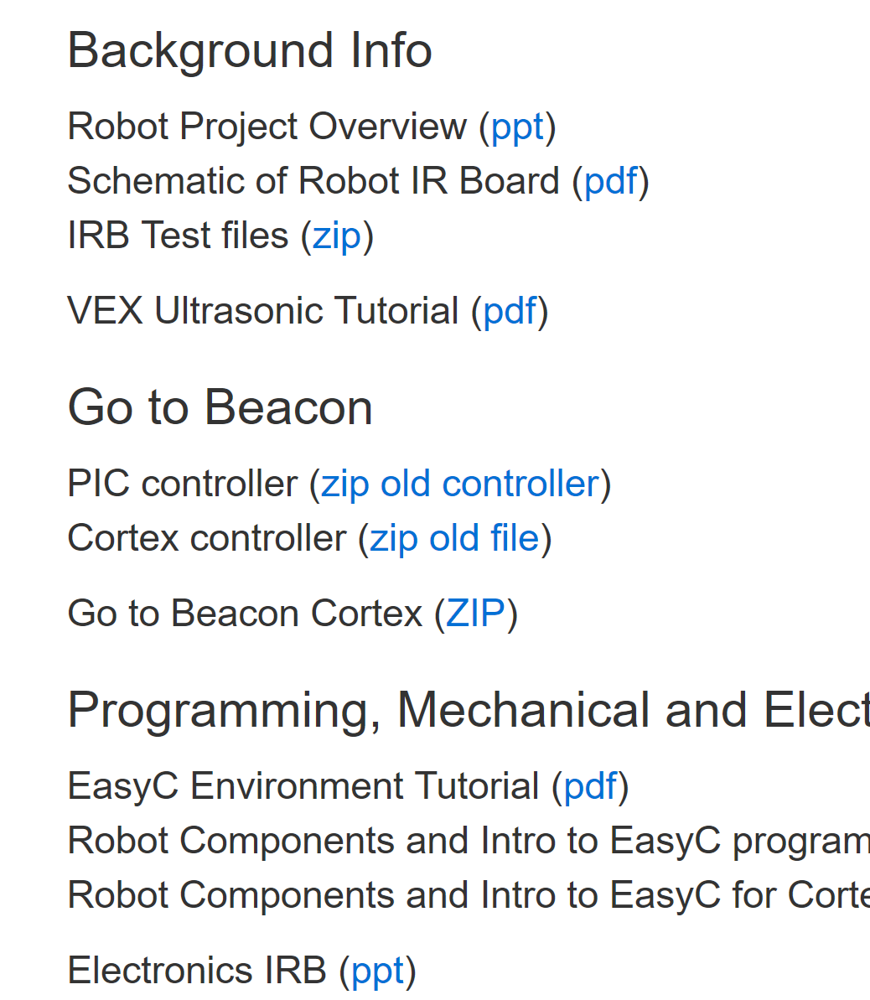 Background Info
Robot Project Overview (ppt)
Schematic of Robot IR Board (pdf)
IRB Test files (zip)
VEX Ultrasonic Tutorial (pdf)
Go to Beacon
PIC controller (zip old controller)
Cortex controller (zip old file)
Go to Beacon Cortex (ZIP)
Programming, Mechanical and Elect
EasyC Environment Tutorial (pdf)
Robot Components and Intro to EasyC program
Robot Components and Intro to EasyC for Corte
Electronics IRB (ppt)